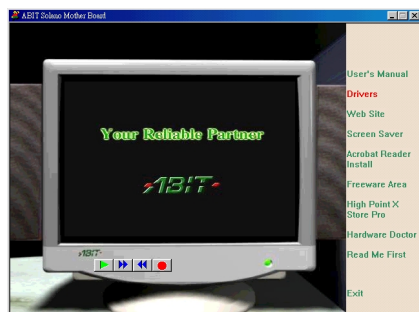 ABIT Solano Mother Board
User's Manual
Drivers
Web Site
Screen Saver
Acrobat Reader
Install
Freeware Area
High Point X
Store Pro
Hardware Doctor
Read Me First
Exit
Your Reliable Partner
ABIT
ABIT